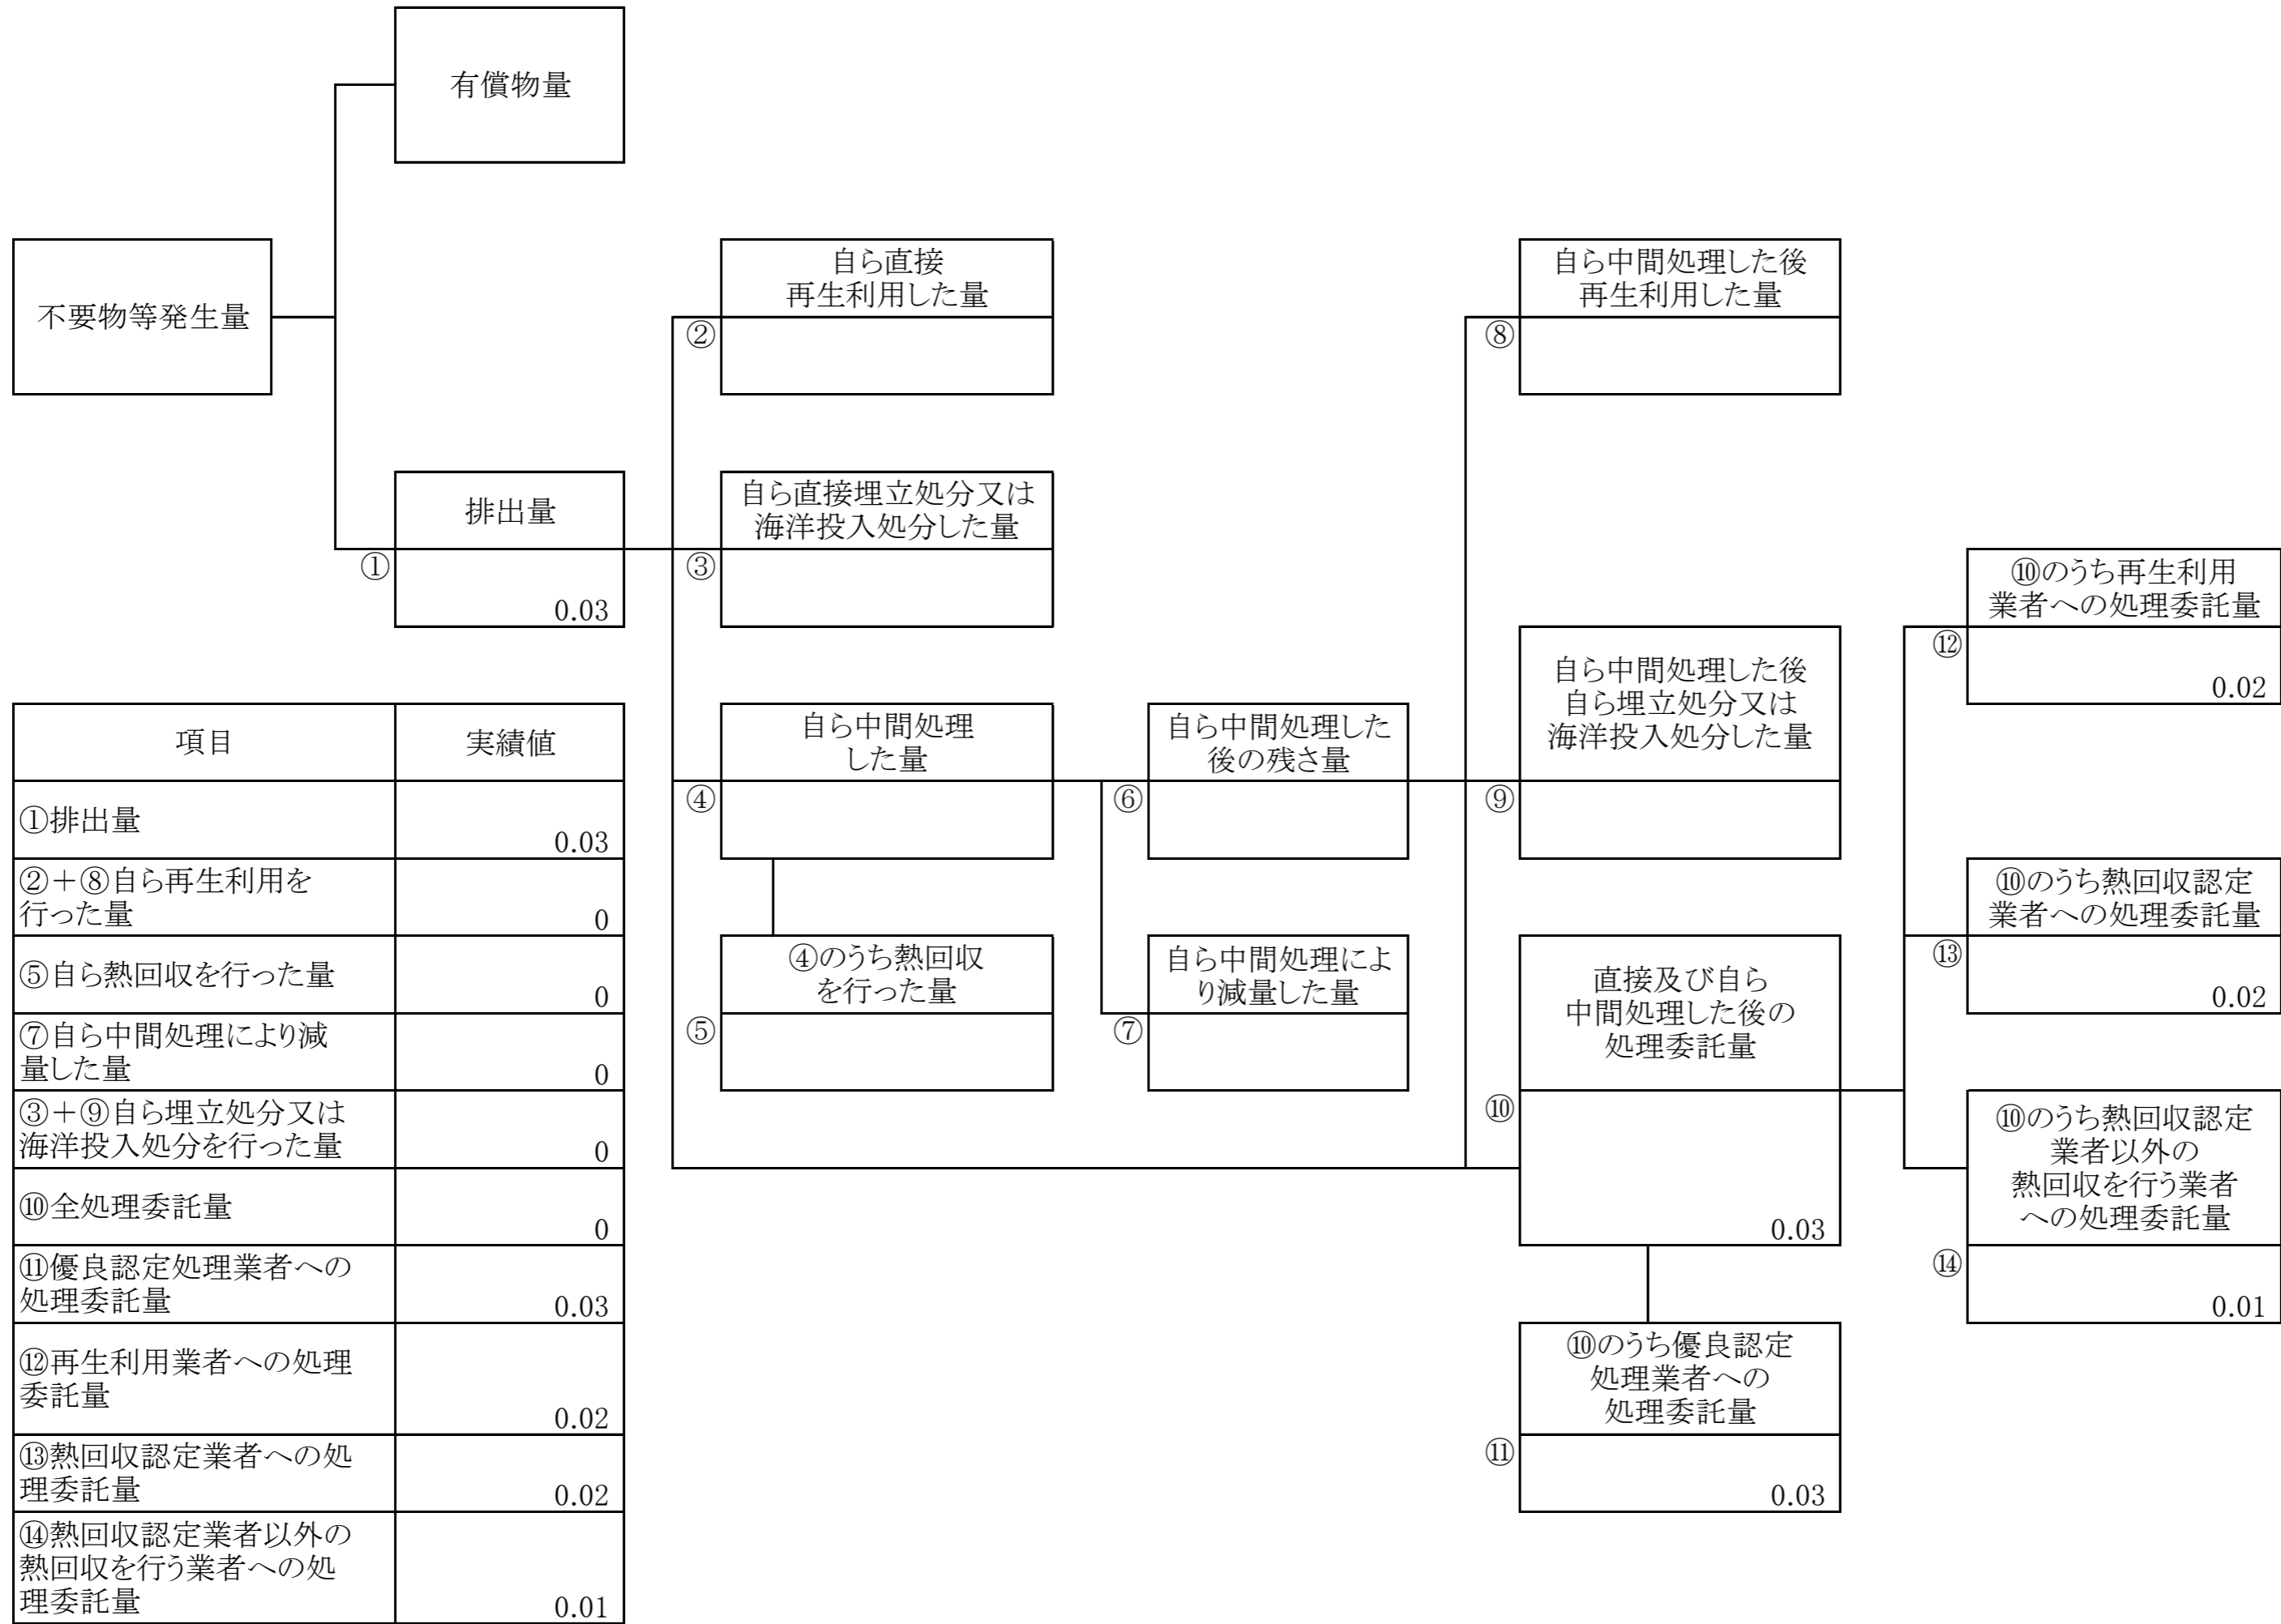 有償物量
不要物等発生量
自ら直接
再生利用した量
②
自ら中間処理した後
再生利用した量
⑧
排出量
①
0.03
自ら直接埋立処分又は
海洋投入処分した量
③
⑩のうち再生利用
業者への処理委託量
⑫
0.02
自ら中間処理した後
自ら埋立処分又は
海洋投入処分した量
⑨
自ら中間処理
した量
④
自ら中間処理した
後の残さ量
⑥
⑩のうち熱回収認定
業者への処理委託量
⑬
0.02
④のうち熱回収
を行った量
⑤
自ら中間処理によ
り減量した量
⑦
直接及び自ら
中間処理した後の
処理委託量
⑩
0.03
⑩のうち熱回収認定
業者以外の
熱回収を行う業者
への処理委託量
⑭
0.01
⑩のうち優良認定
処理業者への
処理委託量
⑪
0.03
項目 実績値
①排出量
0.03
②＋⑧自ら再生利用を
行った量
0
⑤自ら熱回収を行った量
0
⑦自ら中間処理により減
量した量
0
③＋⑨自ら埋立処分又は
海洋投入処分を行った量
0
⑩全処理委託量
0
⑪優良認定処理業者への
処理委託量
0.03
⑫再生利用業者への処理
委託量
0.02
⑬熱回収認定業者への処
理委託量
0.02
⑭熱回収認定業者以外の
熱回収を行う業者への処
理委託量
0.01